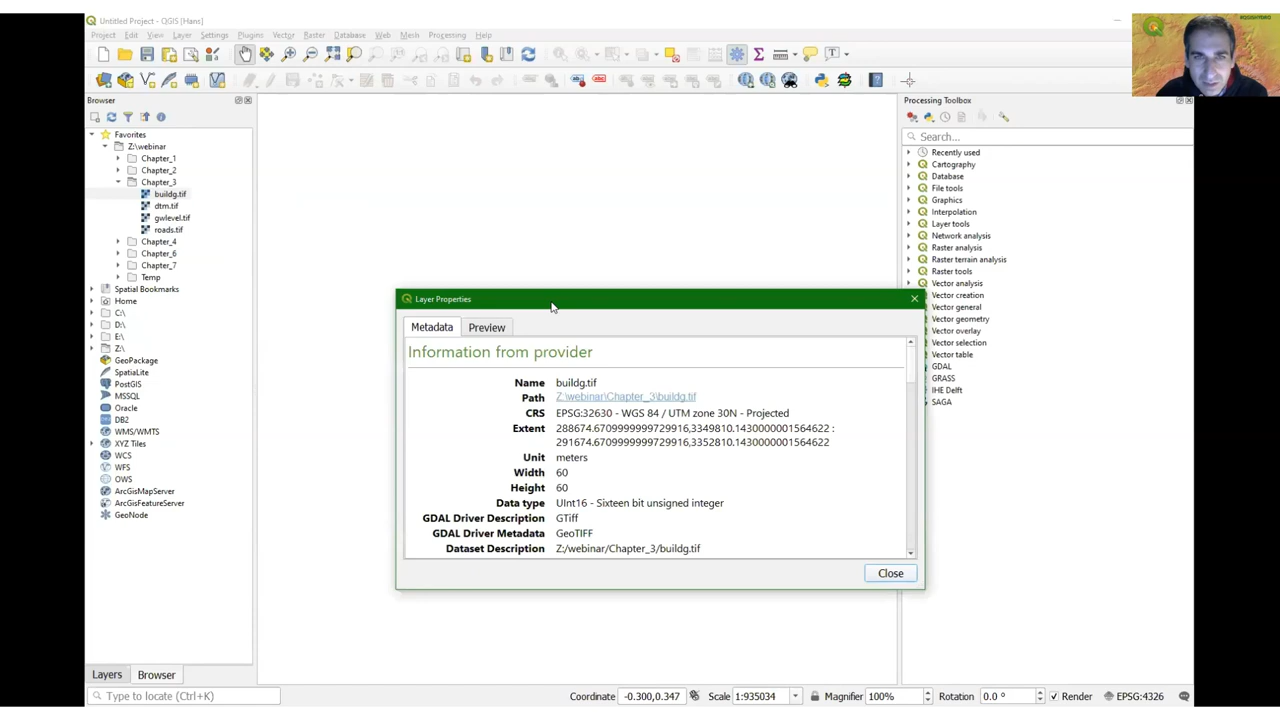 Untitled Project - QGIS [Hans]
Project Edit View Layer Settings Plugins Vector Raster Database Web Mesh Processing Help
Browser
Favorites
Z:\webinar
Chapter_1
Chapter_2
Chapter_3
buildg.tif
dtm.tif
gwlevel.tif
roads.tif
Chapter_4
Chapter_6
Chapter_7
Temp
Spatial Bookmarks
Home
C:\
D:\
E:\
Z:\
GeoPackage
SpatiaLite
PostGIS
MSSQL
Oracle
DB2
WMS/WMTS
XYZ Tiles
WCS
WFS
OWS
ArcGisMapServer
ArcGisFeatureServer
GeoNode
Layers Browser
Layer Properties
Metadata Preview
Information from provider
Name buildg.tif
Path Z:\webinar\Chapter_3\buildg.tif
CRS EPSG:32630 - WGS 84 / UTM zone 30N - Projected
Extent 288674.6709999999729916,3349810.1430000001564622 :
291674.6709999999729916,3352810.1430000001564622
Unit meters
Width 60
Height 60
Data type UInt16 - Sixteen bit unsigned integer
GDAL Driver Description GTiff
GDAL Driver Metadata GeoTIFF
Dataset Description Z:/webinar/Chapter_3/buildg.tif
Close
Processing Toolbox
Search...
Recently used
Cartography
Database
File tools
Graphics
Interpolation
Layer tools
Network analysis
Raster analysis
Raster terrain analysis
Raster tools
Vector analysis
Vector creation
Vector general
Vector geometry
Vector overlay
Vector selection
Vector table
GDAL
GRASS
IHE Delft
SAGA
Type to locate (Ctrl+K)
Coordinate -0.300,0.347 Scale 1:935034 Magnifier 100% Rotation 0.0 ° Render EPSG:4326